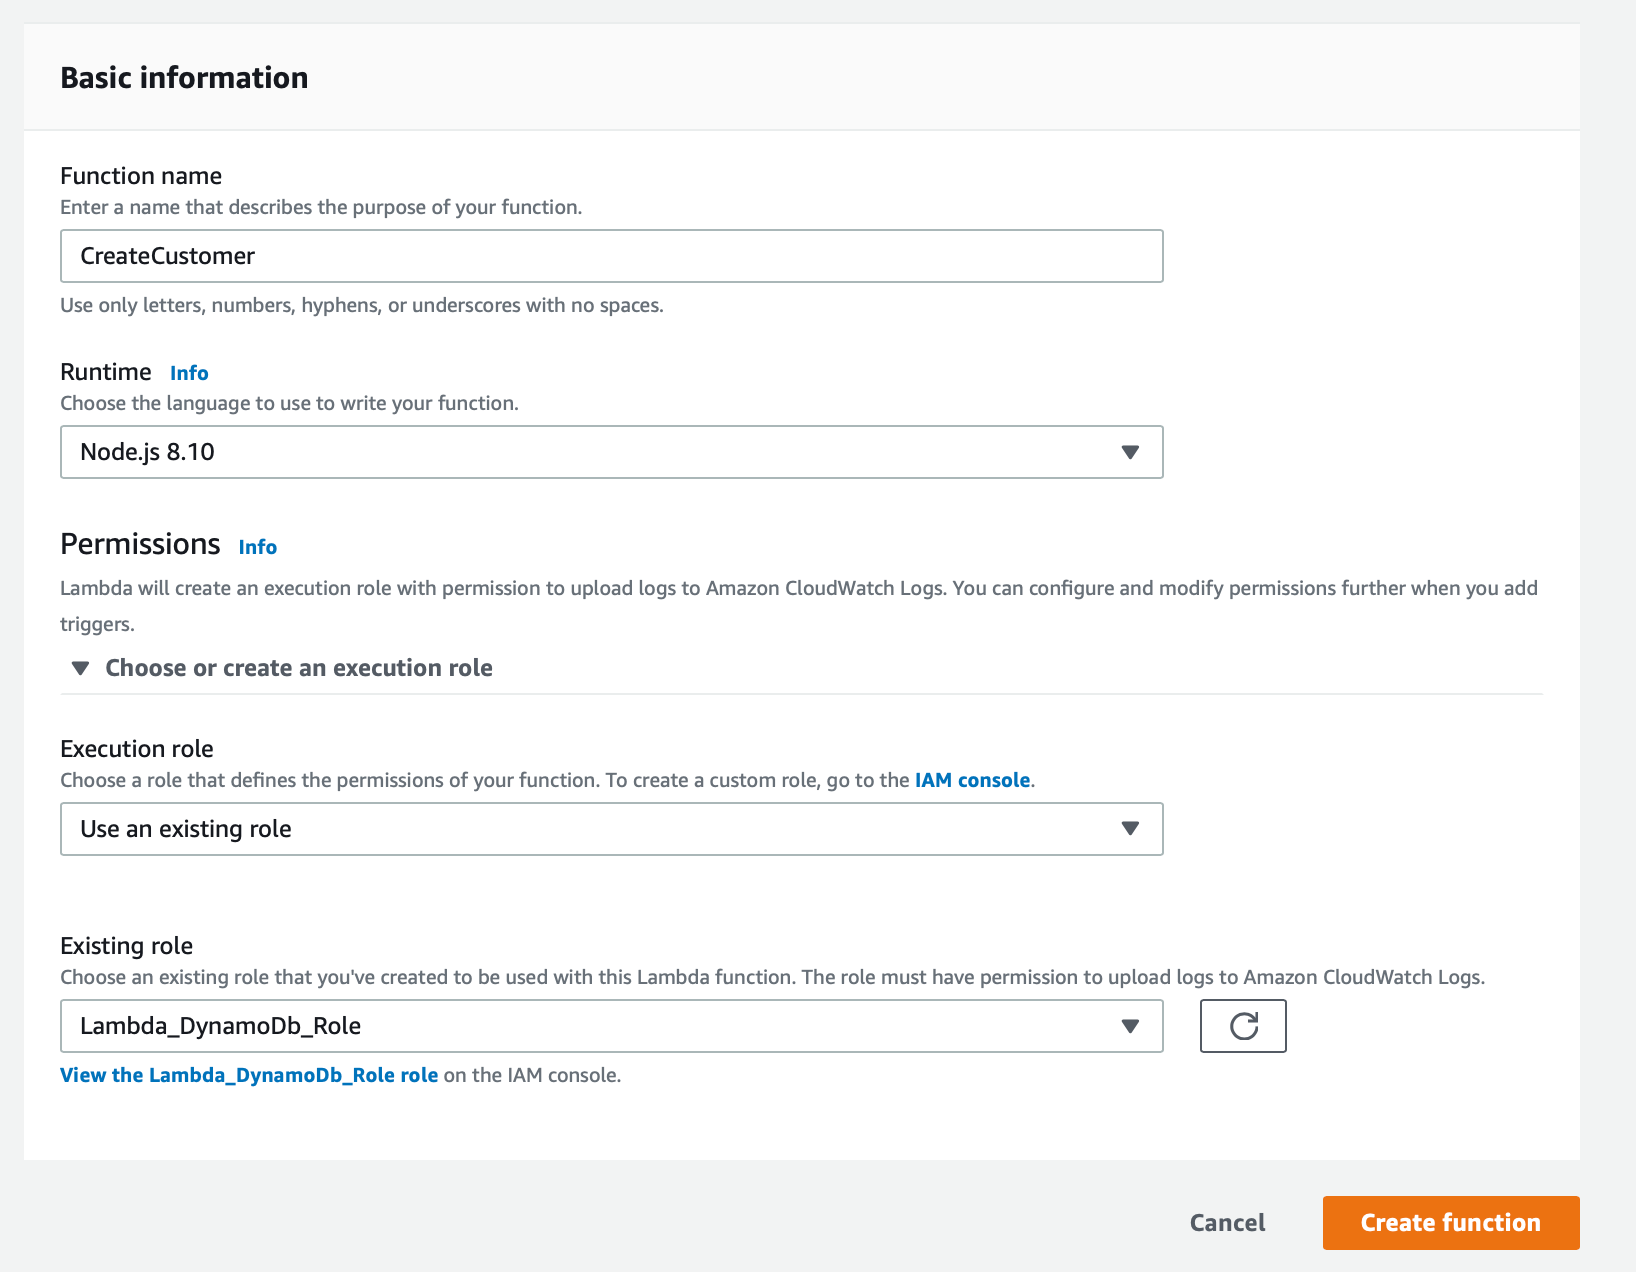 Basic information
Function name
Enter a name that describes the purpose of your function.
CreateCustomer
Use only letters, numbers, hyphens, or underscores with no spaces.
Runtime Info
Choose the language to use to write your function.
Node.js 8.10
Permissions Info
Lambda will create an execution role with permission to upload logs to Amazon CloudWatch Logs. You can configure and modify permissions further when you add
triggers.
Choose or create an execution role
Execution role
Choose a role that defines the permissions of your function. To create a custom role, go to the IAM console.
Use an existing role
Existing role
Choose an existing role that you've created to be used with this Lambda function. The role must have permission to upload logs to Amazon CloudWatch Logs.
Lambda_DynamoDb_Role
View the Lambda_DynamoDb_Role role on the IAM console.
Cancel Create function